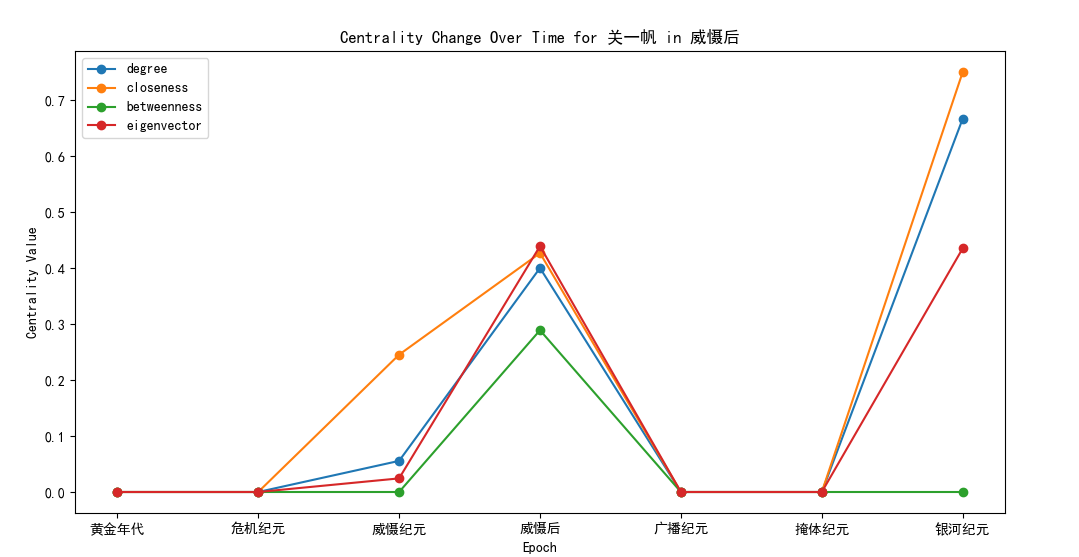 Centrality Change Over Time for 关一帆 in 威慑后
degree
closeness
betweenness
eigenvector
Centrality Value
0.7
0.6
0.5
0.4
0.3
0.2
0.1
0.0
黄金年代 危机纪元 威慑纪元 威慑后 广播纪元 掩体纪元 银河纪元
Epoch